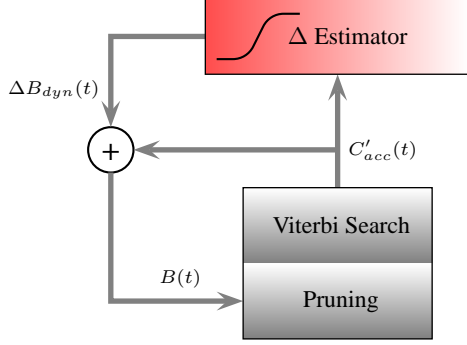 Δ Estimator
ΔB_{dyn}(t)
+
C'_{acc}(t)
Viterbi Search
B(t)
Pruning